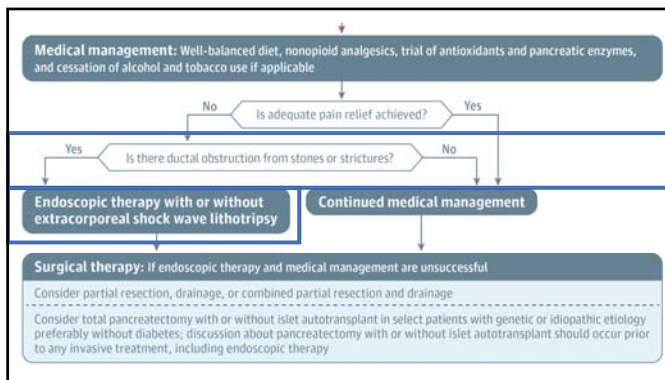 Medical management: Well-balanced diet, nonopioid analgesics, trial of antioxidants and pancreatic enzymes,
and cessation of alcohol and tobacco use if applicable
No
Is adequate pain relief achieved?
Yes
Yes
Is there ductal obstruction from stones or strictures?
No
Endoscopic therapy with or without
extracorporeal shock wave lithotripsy
Continued medical management
Surgical therapy: If endoscopic therapy and medical management are unsuccessful
Consider partial resection, drainage, or combined partial resection and drainage
Consider total pancreatectomy with or without islet autotransplant in select patients with genetic or idiopathic etiology
preferably without diabetes; discussion about pancreatectomy with or without islet autotransplant should occur prior
to any invasive treatment, including endoscopic therapy